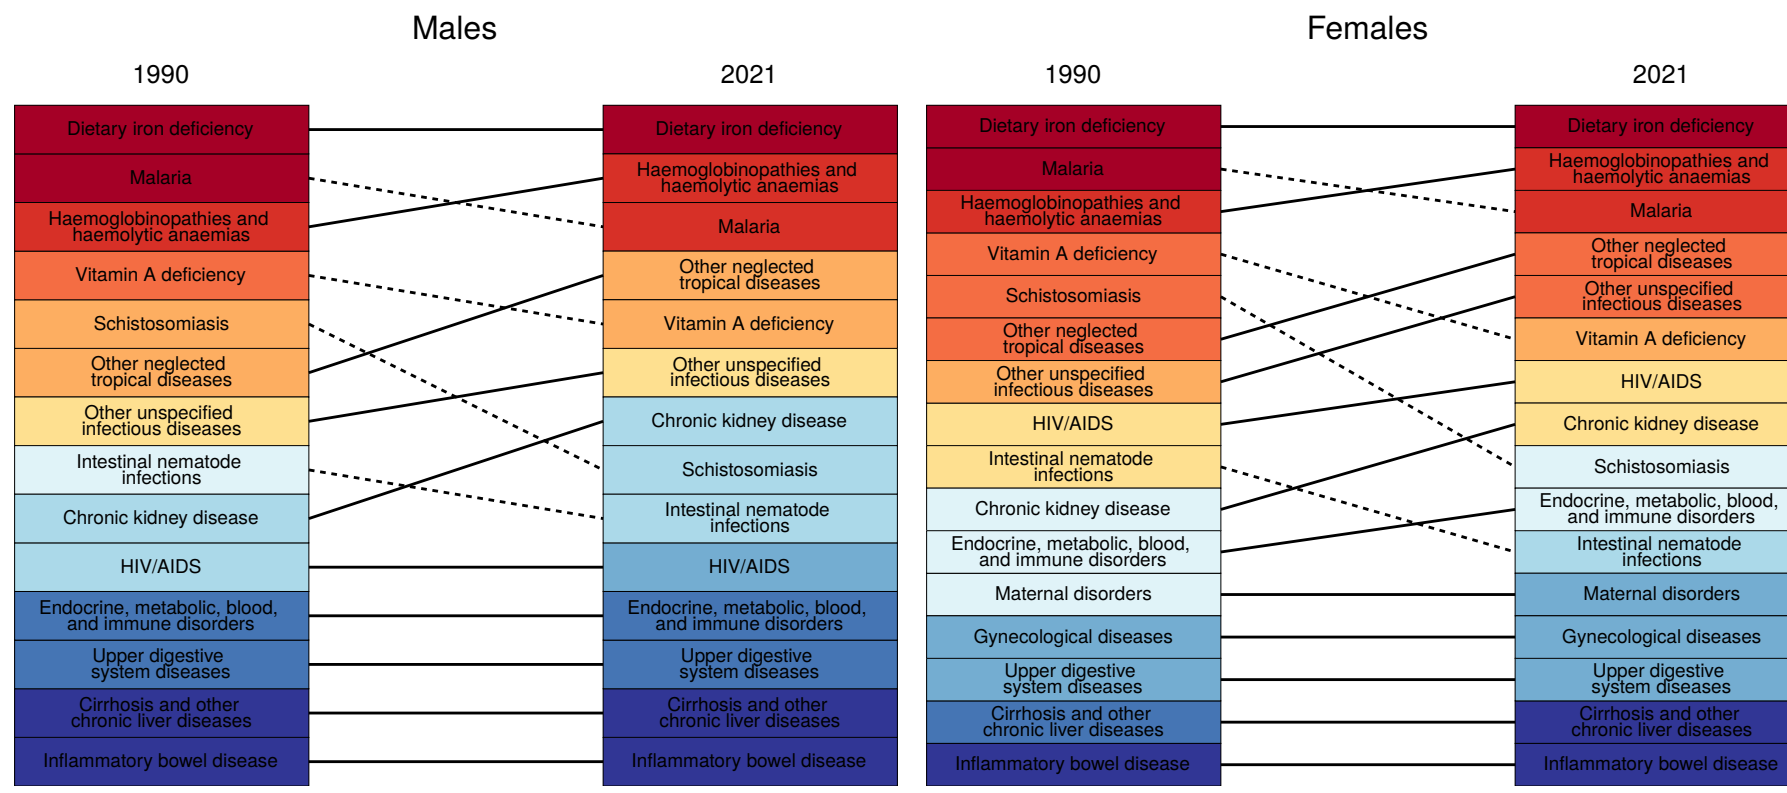 Males
1990
2021
Dietary iron deficiency
Malaria
Haemoglobinopathies and
haemolytic anaemias
Vitamin A deficiency
Schistosomiasis
Other neglected
tropical diseases
Other unspecified
infectious diseases
Intestinal nematode
infections
Chronic kidney disease
HIV/AIDS
Endocrine, metabolic, blood,
and immune disorders
Upper digestive
system diseases
Cirrhosis and other
chronic liver diseases
Inflammatory bowel disease
Dietary iron deficiency
Haemoglobinopathies and
haemolytic anaemias
Malaria
Other neglected
tropical diseases
Vitamin A deficiency
Other unspecified
infectious diseases
Chronic kidney disease
Schistosomiasis
Intestinal nematode
infections
HIV/AIDS
Endocrine, metabolic, blood,
and immune disorders
Upper digestive
system diseases
Cirrhosis and other
chronic liver diseases
Inflammatory bowel disease
Females
1990
2021
Dietary iron deficiency
Malaria
Haemoglobinopathies and
haemolytic anaemias
Vitamin A deficiency
Schistosomiasis
Other neglected
tropical diseases
Other unspecified
infectious diseases
HIV/AIDS
Intestinal nematode
infections
Chronic kidney disease
Endocrine, metabolic, blood,
and immune disorders
Maternal disorders
Gynecological diseases
Upper digestive
system diseases
Cirrhosis and other
chronic liver diseases
Inflammatory bowel disease
Dietary iron deficiency
Haemoglobinopathies and
haemolytic anaemias
Malaria
Other neglected
tropical diseases
Other unspecified
infectious diseases
Vitamin A deficiency
HIV/AIDS
Chronic kidney disease
Schistosomiasis
Endocrine, metabolic, blood,
and immune disorders
Intestinal nematode
infections
Maternal disorders
Gynecological diseases
Upper digestive
system diseases
Cirrhosis and other
chronic liver diseases
Inflammatory bowel disease